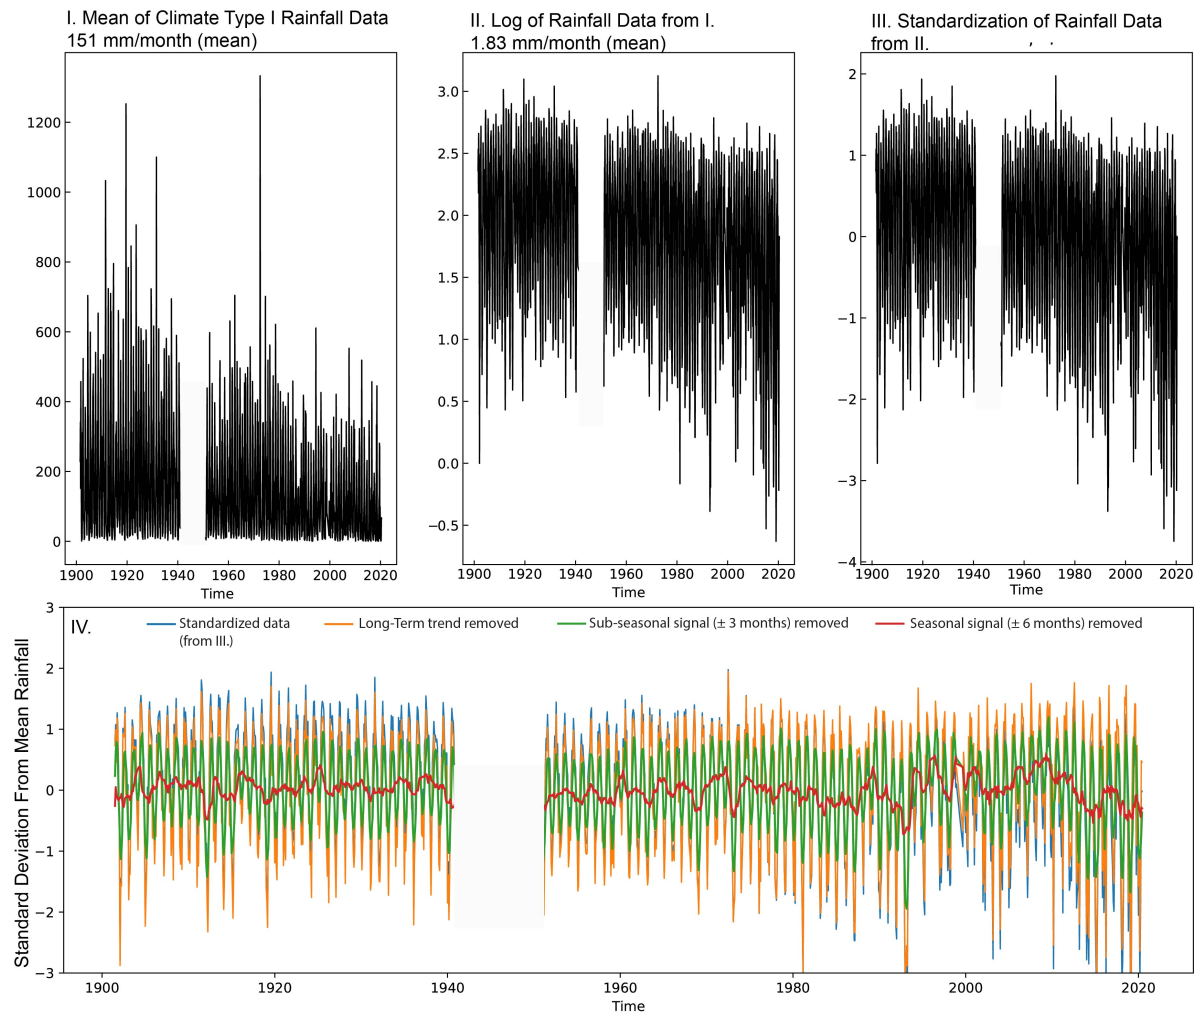 I. Mean of Climate Type I Rainfall Data
151 mm/month (mean)
II. Log of Rainfall Data from I.
1.83 mm/month (mean)
III. Standardization of Rainfall Data
from II.
1200
1000
800
600
400
200
0
1900 1920 1940 1960 1980 2000 2020
Time
3.0
2.5
2.0
1.5
1.0
0.5
0.0
−0.5
1900 1920 1940 1960 1980 2000 2020
Time
2
1
0
−1
−2
−3
−4
1900 1920 1940 1960 1980 2000 2020
Time
IV.
Standardized data
(from III.)
Long-Term trend removed
Sub-seasonal signal (± 3 months) removed
Seasonal signal (± 6 months) removed
Standard Deviation From Mean Rainfall
3
2
1
0
−1
−2
−3
1900 1920 1940 1960 1980 2000 2020
Time